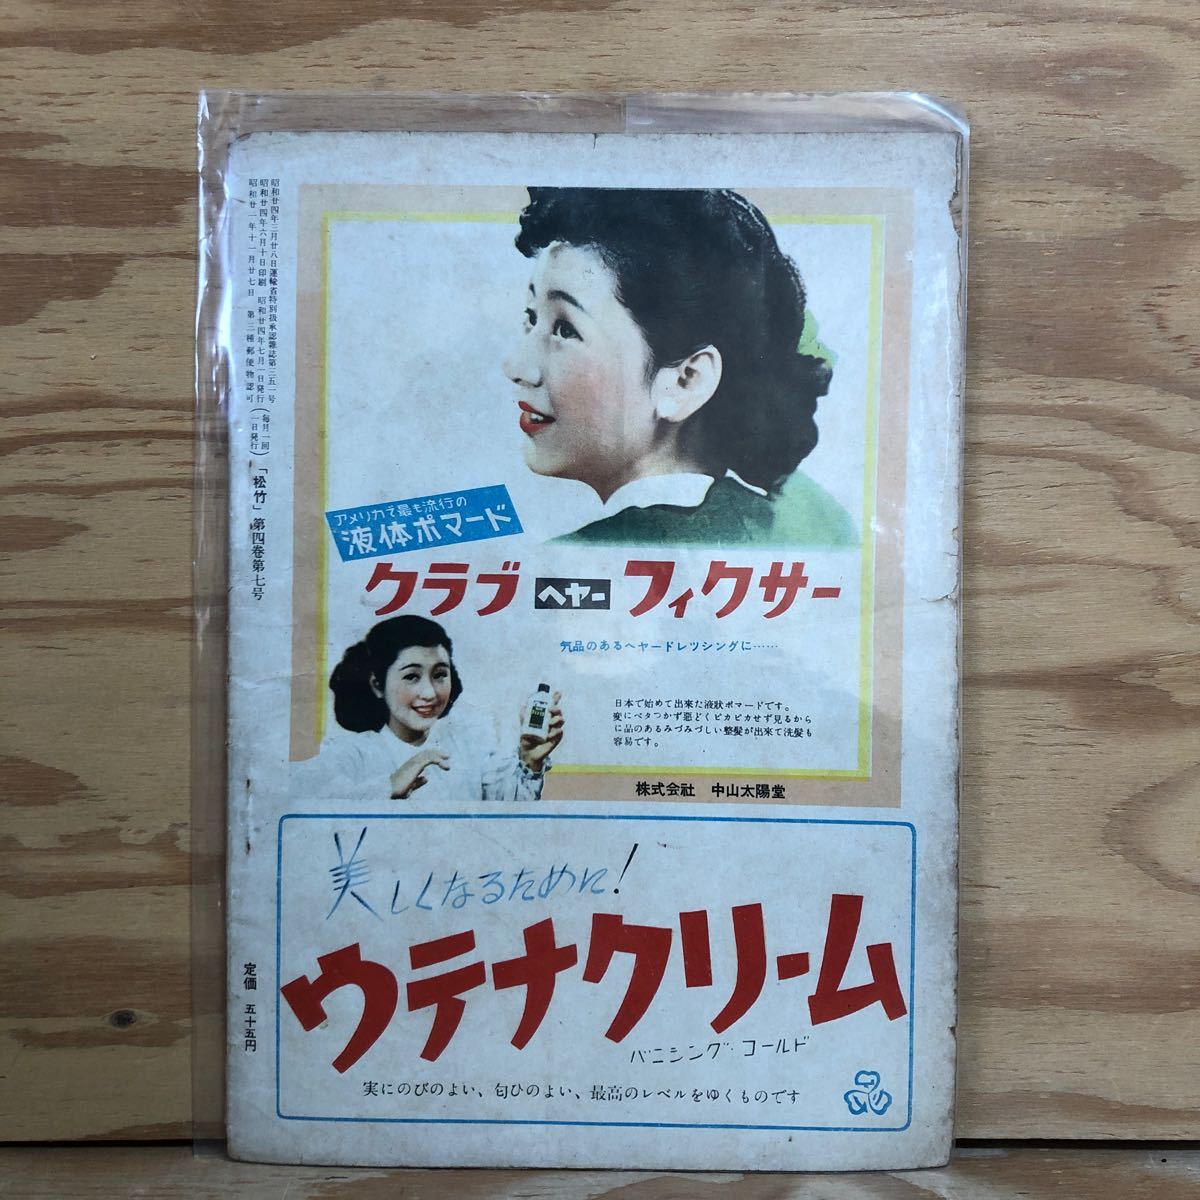 昭和廿四年三月廿八日運輸省特別扱承認雑誌第三五一号
昭和廿四年六月十日印刷 昭和廿四年七月一日発行(毎月一回一日発行)
昭和廿一年十一月廿七日 第三種郵便物認可
「松竹」第四巻第七号
定価 五十五円
アメリカで最も流行の
液体ポマード
クラブ ヘヤー フィクサー
気品のあるヘヤードレツシングに……
日本で始めて出来た液状ポマードです。
変にベタつかず悪どくピカピカせず見るから
に品のあるみづみづしい整髪が出来て洗髪も
容易です。
株式会社 中山太陽堂
美しくなるために!
ウテナクリーム
バニシング・コールド
実にのびのよい、匂ひのよい、最高のレベルをゆくものです